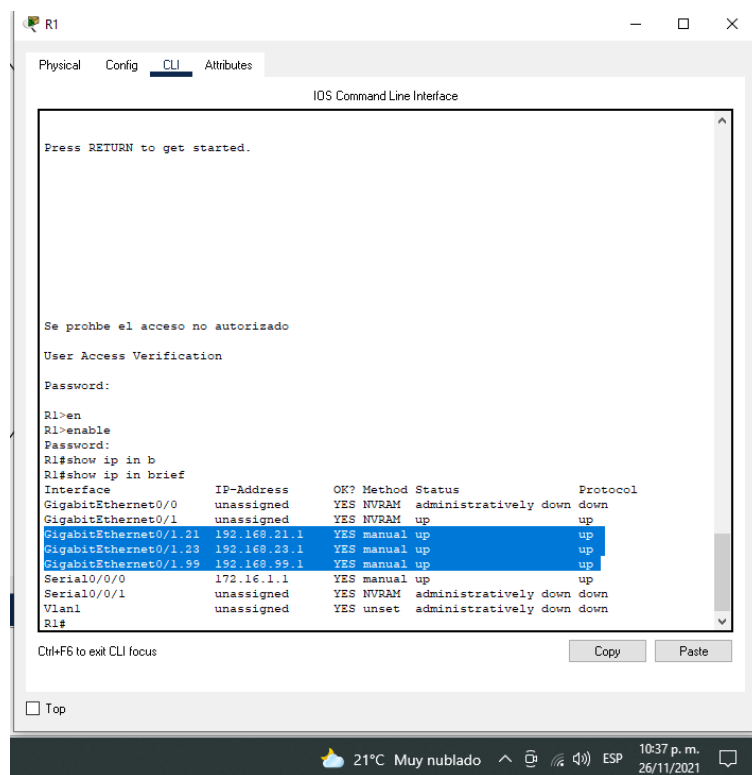 R1
Physical Config CLI Attributes
IOS Command Line Interface
Press RETURN to get started.
Se prohbe el acceso no autorizado
User Access Verification
Password:
R1>en
R1>enable
Password:
R1#show ip in b
R1#show ip in brief
Interface IP-Address OK? Method Status Protocol
GigabitEthernet0/0 unassigned YES NVRAM administratively down down
GigabitEthernet0/1 unassigned YES NVRAM up up
GigabitEthernet0/1.21 192.168.21.1 YES manual up up
GigabitEthernet0/1.23 192.168.23.1 YES manual up up
GigabitEthernet0/1.99 192.168.99.1 YES manual up up
Serial0/0/0 172.16.1.1 YES manual up up
Serial0/0/1 unassigned YES NVRAM administratively down down
Vlan1 unassigned YES unset administratively down down
R1#
Ctrl+F6 to exit CLI focus
Copy Paste
Top
21°C Muy nublado ESP 10:37 p. m.
26/11/2021